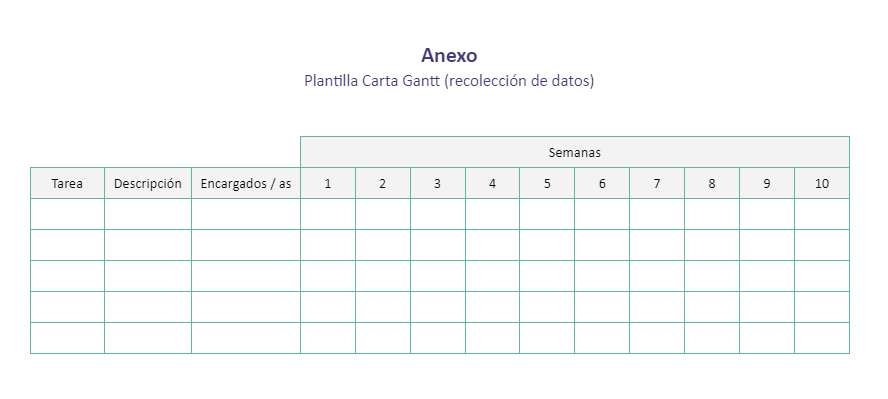 Anexo
Plantilla Carta Gantt (recolección de datos)
Semanas
Tarea Descripción Encargados / as 1 2 3 4 5 6 7 8 9 10